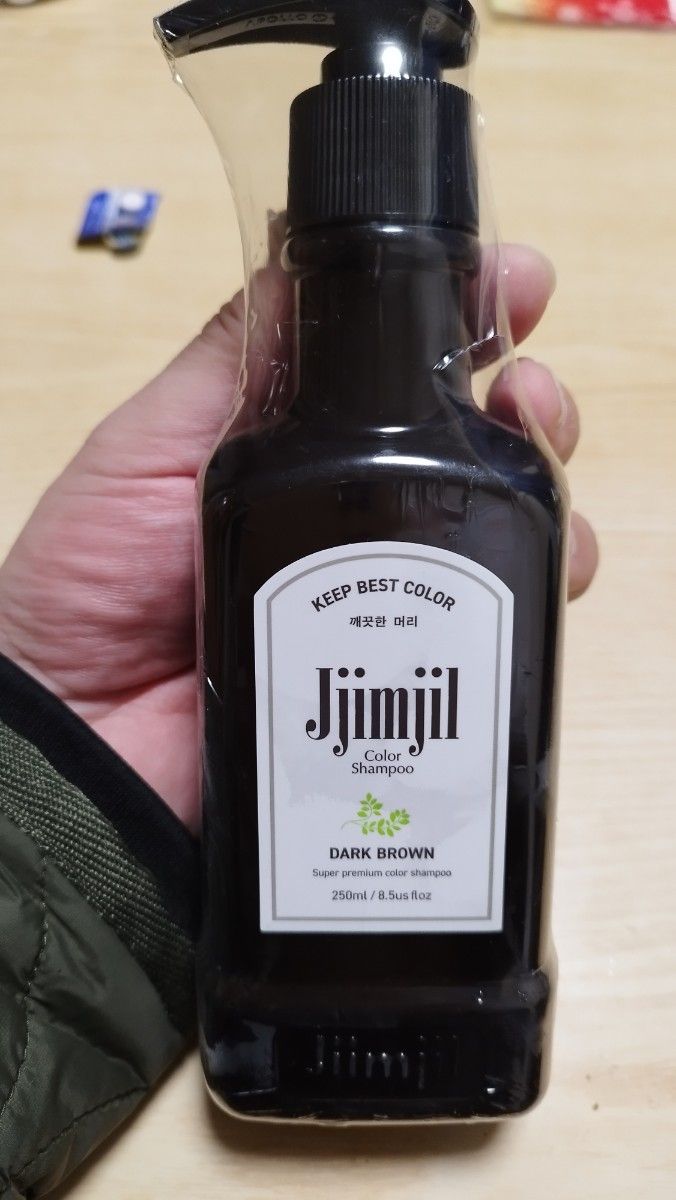 KEEP BEST COLOR
깨끗한 머리
Jjimjil
Color
Shampoo
DARK BROWN
Super premium color shampoo
250ml / 8.5us floz
Jjimjil